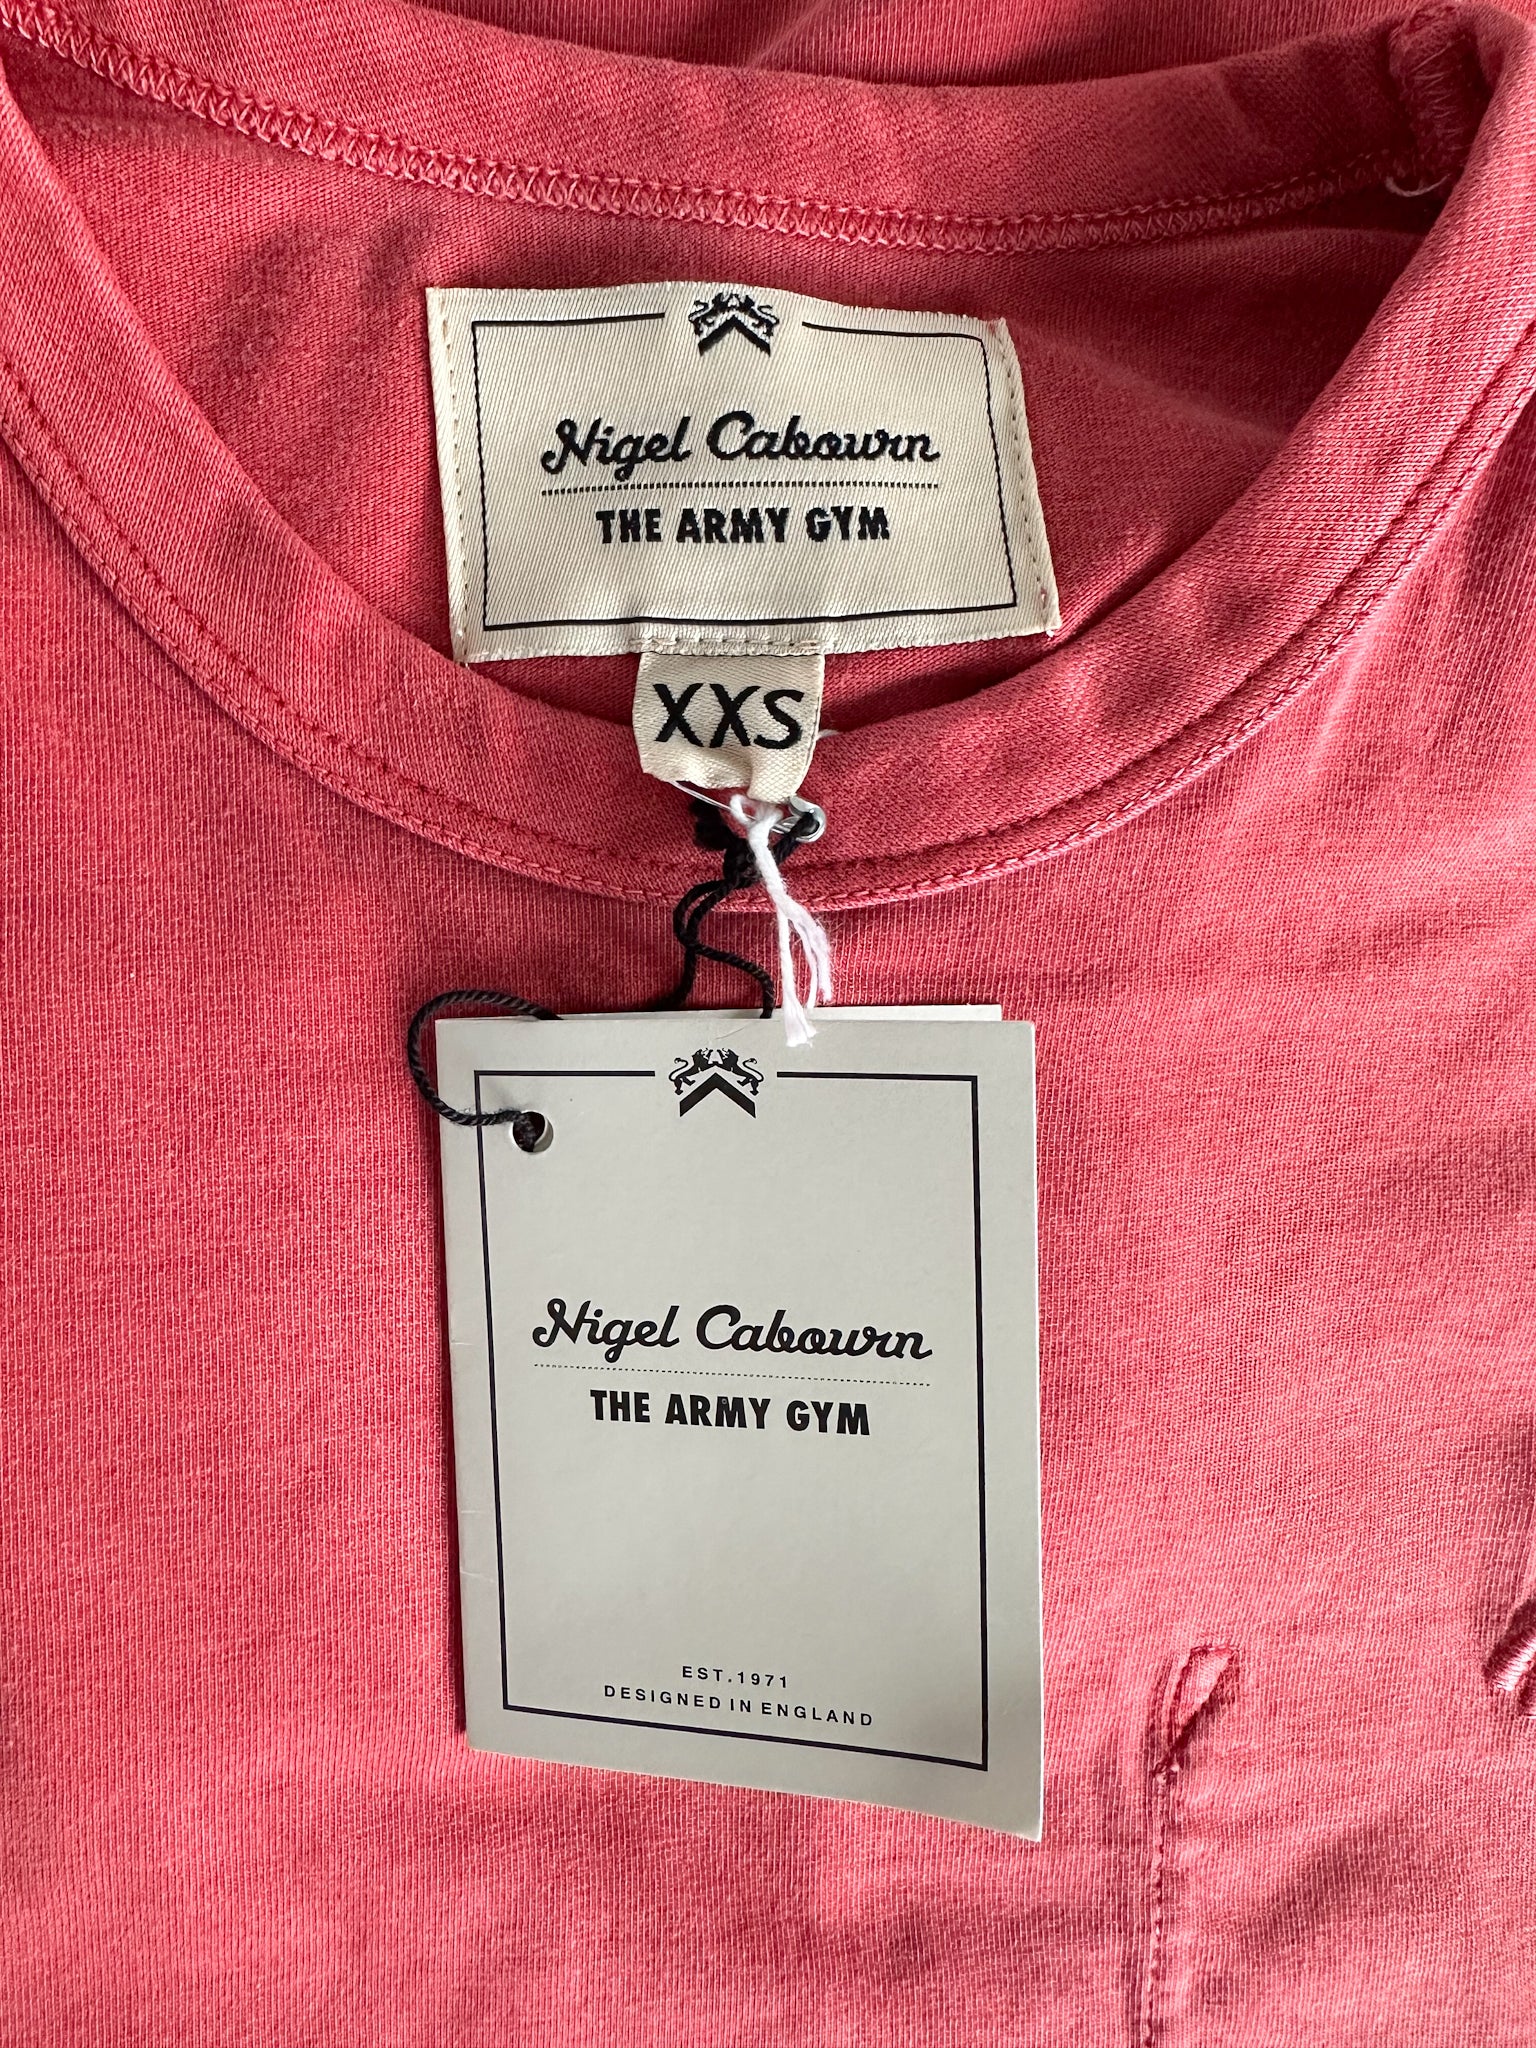 Nigel Cabourn
THE ARMY GYM
XXS
Nigel Cabourn
THE ARMY GYM
EST. 1971
DESIGNED IN ENGLAND